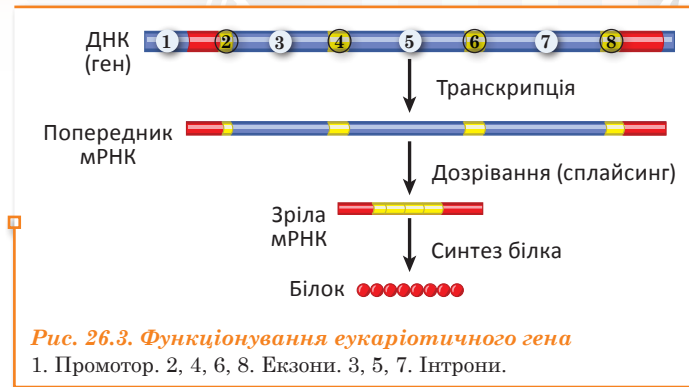 ДНК
(ген)
1 2 3 4 5 6 7 8
Транскрипція
Попередник
мРНК
Дозрівання (сплайсинг)
Зріла
мРНК
Синтез білка
Білок
Рис. 26.3. Функціонування еукаріотичного гена
1. Промотор. 2, 4, 6, 8. Екзони. 3, 5, 7. Інтрони.